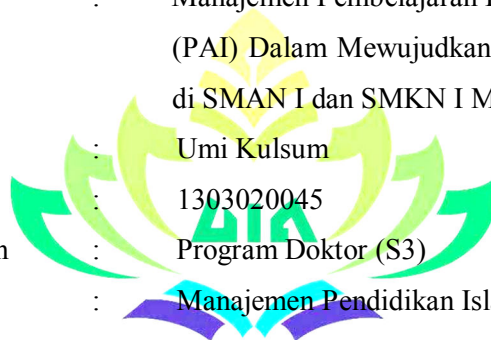 : Manajemen Pembelajaran
(PAI) Dalam Mewujudkan
di SMAN I dan SMKN I
: Umi Kulsum
: 1303020045
: Program Doktor (S3)
: Manajemen Pendidikan